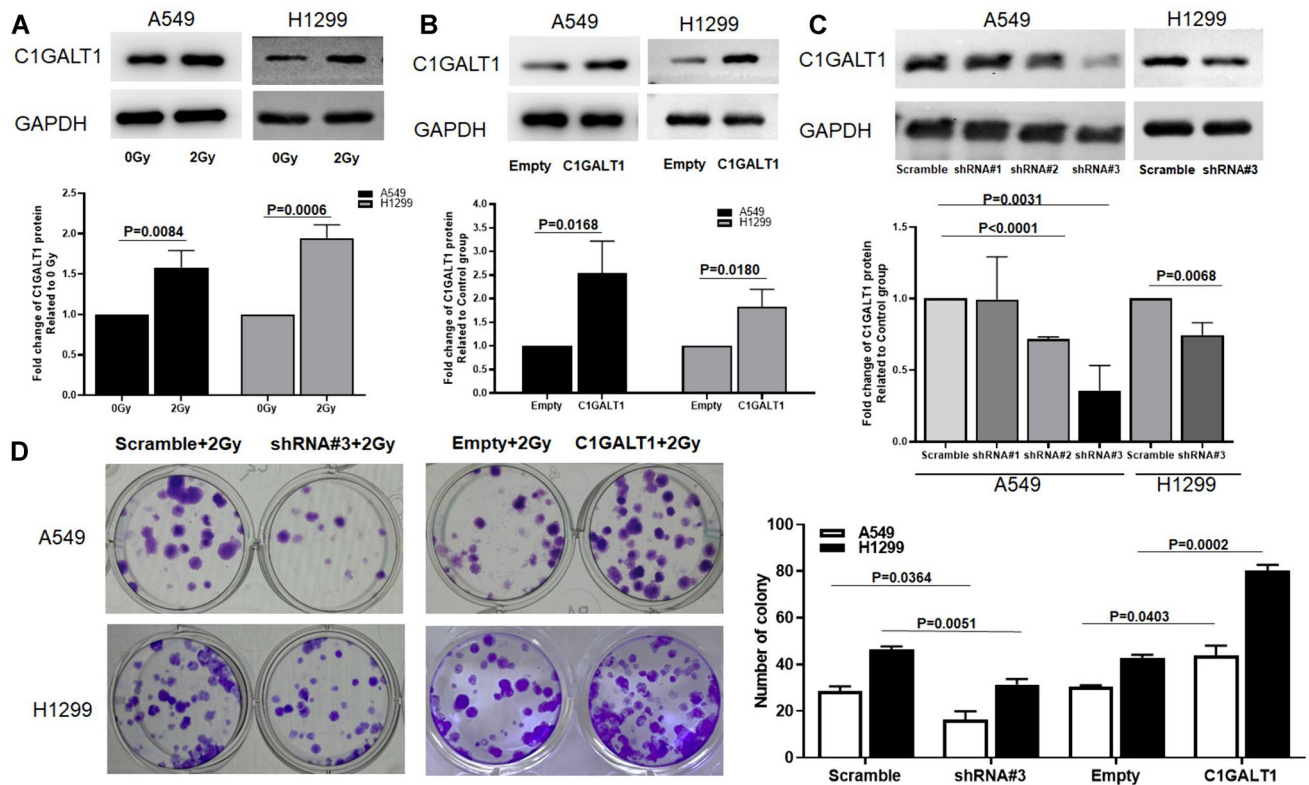 A
A549
H1299
C1GALT1
GAPDH
0Gy
2Gy
0Gy
2Gy
Fold change of C1GALT1 protein
Related to 0 Gy
2.5
2.0
1.5
1.0
0.5
0.0
P=0.0084
P=0.0006
A549
H1299
0Gy
2Gy
0Gy
2Gy
B
A549
H1299
C1GALT1
GAPDH
Empty
C1GALT1
Empty
C1GALT1
Fold change of C1GALT1 protein
Related to Control group
4.0
3.5
3.0
2.5
2.0
1.5
1.0
0.5
0.0
P=0.0168
P=0.0180
A549
H1299
Empty
C1GALT1
Empty
C1GALT1
C
A549
H1299
C1GALT1
GAPDH
Scramble
shRNA#1
shRNA#2
shRNA#3
Scramble
shRNA#3
Fold change of C1GALT1 protein
Related to Control group
1.5
1.0
0.5
0.0
P=0.0031
P<0.0001
P=0.0068
Scramble
shRNA#1
shRNA#2
shRNA#3
Scramble
shRNA#3
A549
H1299
D
Scramble+2Gy
shRNA#3+2Gy
Empty+2Gy
C1GALT1+2Gy
A549
H1299
Number of colony
100
80
60
40
20
0
A549
H1299
P=0.0364
P=0.0051
P=0.0403
P=0.0002
Scramble
shRNA#3
Empty
C1GALT1